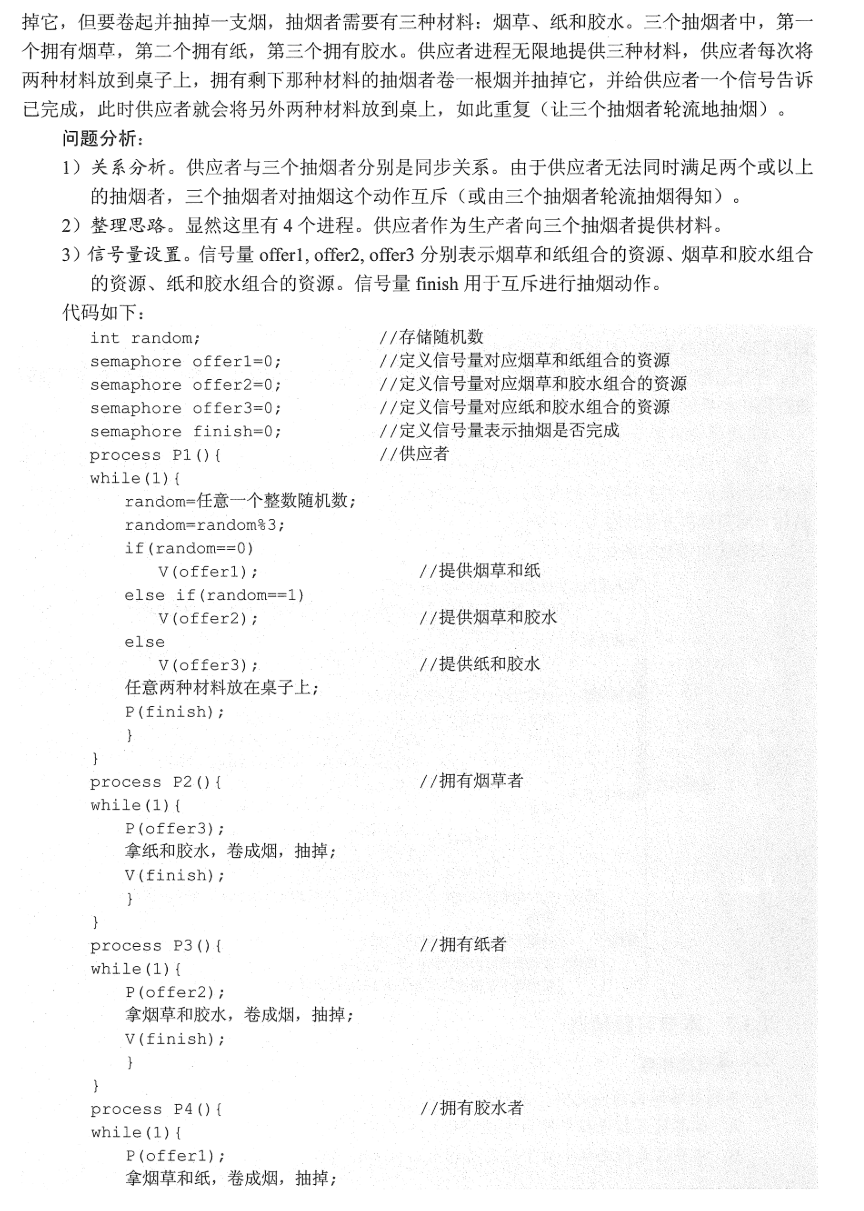 掉它，但要卷起并抽掉一支烟，抽烟者需要有三种材料：烟草、纸和胶水。三个抽烟者中，第一
个拥有烟草，第二个拥有纸，第三个拥有胶水。供应者进程无限地提供三种材料，供应者每次将
两种材料放到桌子上，拥有剩下那种材料的抽烟者卷一根烟并抽掉它，并给供应者一个信号告诉
已完成，此时供应者就会将另外两种材料放到桌上，如此重复（让三个抽烟者轮流地抽烟）。
问题分析：
1）关系分析。供应者与三个抽烟者分别是同步关系。由于供应者无法同时满足两个或以上
的抽烟者，三个抽烟者对抽烟这个动作互斥（或由三个抽烟者轮流抽烟得知）。
2）整理思路。显然这里有 4 个进程。供应者作为生产者向三个抽烟者提供材料。
3）信号量设置。信号量 offer1, offer2, offer3 分别表示烟草和纸组合的资源、烟草和胶水组合
的资源、纸和胶水组合的资源。信号量 finish 用于互斥进行抽烟动作。
代码如下：
int random; //存储随机数
semaphore offer1=0; //定义信号量对应烟草和纸组合的资源
semaphore offer2=0; //定义信号量对应烟草和胶水组合的资源
semaphore offer3=0; //定义信号量对应纸和胶水组合的资源
semaphore finish=0; //定义信号量表示抽烟是否完成
process P1(){ //供应者
while(1){
random=任意一个整数随机数;
random=random%3;
if(random==0)
V(offer1); //提供烟草和纸
else if(random==1)
V(offer2); //提供烟草和胶水
else
V(offer3); //提供纸和胶水
任意两种材料放在桌子上;
P(finish);
}
}
process P2(){ //拥有烟草者
while(1){
P(offer3);
拿纸和胶水，卷成烟，抽掉;
V(finish);
}
}
process P3(){ //拥有纸者
while(1){
P(offer2);
拿烟草和胶水，卷成烟，抽掉;
V(finish);
}
}
process P4(){ //拥有胶水者
while(1){
P(offer1);
拿烟草和纸，卷成烟，抽掉;